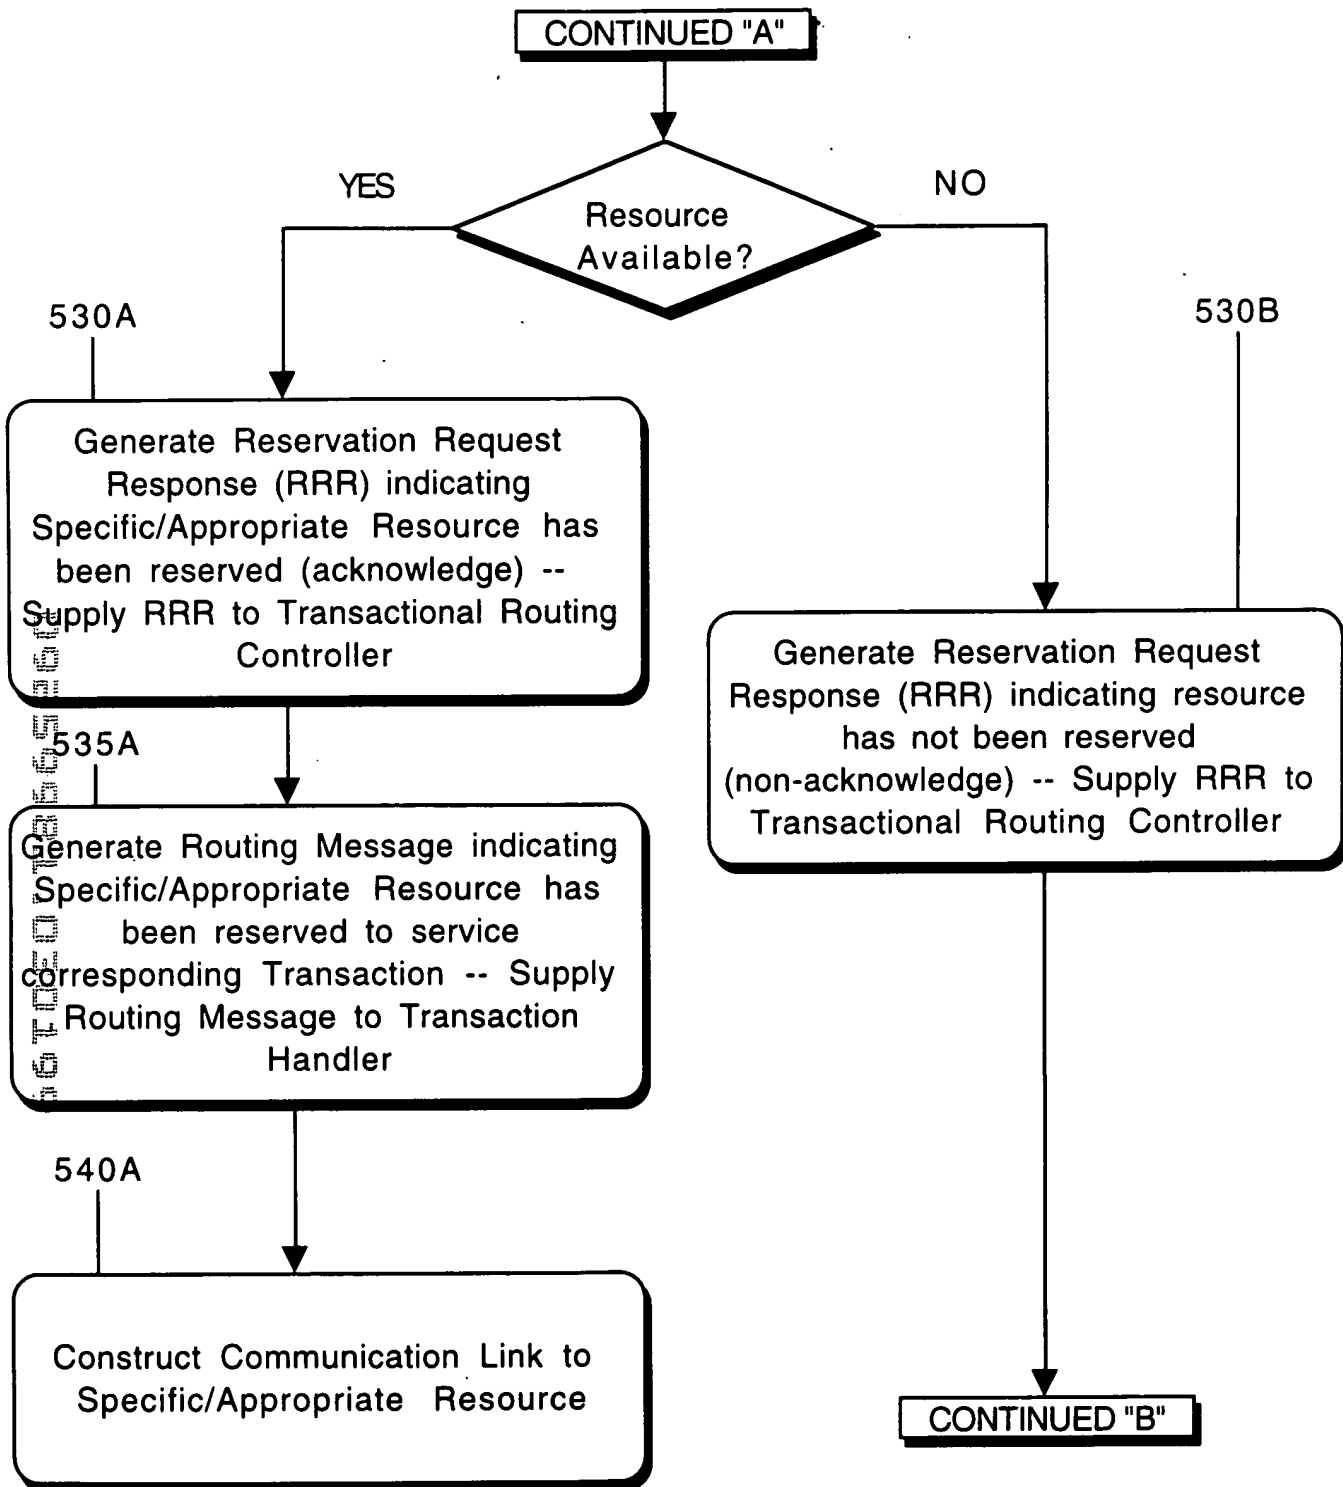 CONTINUED "A"
YES
NO
Resource
Available?
530A
530B
Generate Reservation Request
Response (RRR) indicating
Specific/Appropriate Resource has
been reserved (acknowledge) --
Supply RRR to Transactional Routing
Controller
Generate Reservation Request
Response (RRR) indicating resource
has not been reserved
(non-acknowledge) -- Supply RRR to
Transactional Routing Controller
535A
Generate Routing Message indicating
Specific/Appropriate Resource has
been reserved to service
corresponding Transaction -- Supply
Routing Message to Transaction
Handler
540A
Construct Communication Link to
Specific/Appropriate Resource
CONTINUED "B"